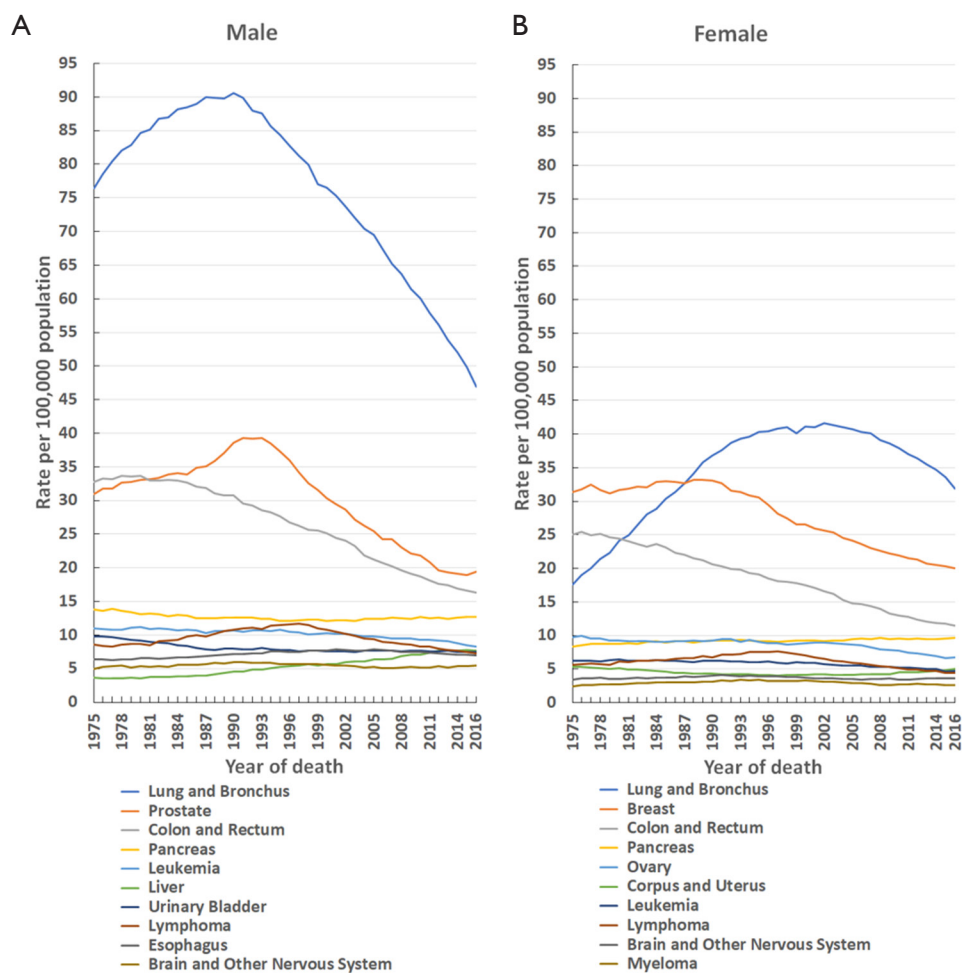 A
Male
95
90
85
80
75
70
65
60
55
50
45
40
35
30
25
20
15
10
5
0
Rate per 100,000 population
1975
1978
1981
1984
1987
1990
1993
1996
1999
2002
2005
2008
2011
2014
2016
Year of death
Lung and Bronchus
Prostate
Colon and Rectum
Pancreas
Leukemia
Liver
Urinary Bladder
Lymphoma
Esophagus
Brain and Other Nervous System
B
Female
95
90
85
80
75
70
65
60
55
50
45
40
35
30
25
20
15
10
5
0
Rate per 100,000 population
1975
1978
1981
1984
1987
1990
1993
1996
1999
2002
2005
2008
2011
2014
2016
Year of death
Lung and Bronchus
Breast
Colon and Rectum
Pancreas
Ovary
Corpus and Uterus
Leukemia
Lymphoma
Brain and Other Nervous System
Myeloma